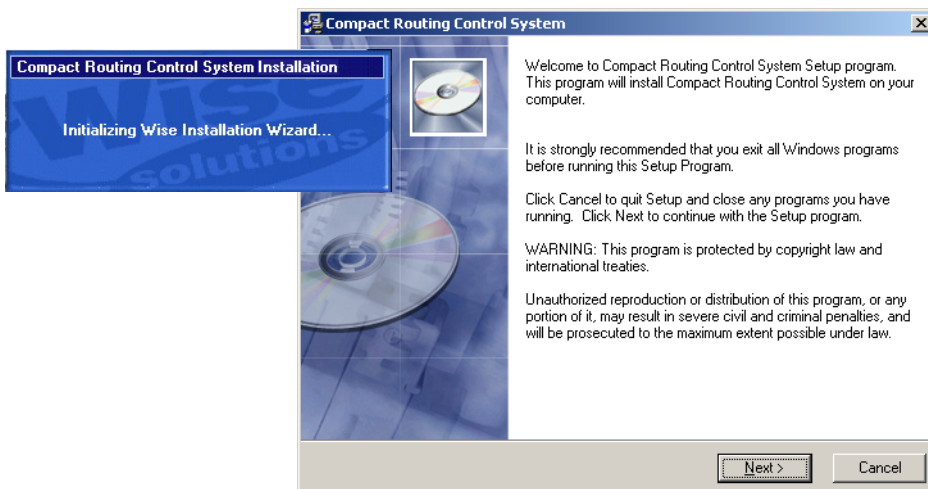 Compact Routing Control System Installation
Wise
Initializing Wise Installation Wizard...
solutions
Compact Routing Control System
Welcome to Compact Routing Control System Setup program.
This program will install Compact Routing Control System on your
computer.
It is strongly recommended that you exit all Windows programs
before running this Setup Program.
Click Cancel to quit Setup and close any programs you have
running.  Click Next to continue with the Setup program.
WARNING: This program is protected by copyright law and
international treaties.
Unauthorized reproduction or distribution of this program, or any
portion of it, may result in severe civil and criminal penalties, and
will be prosecuted to the maximum extent possible under law.
Next >
Cancel